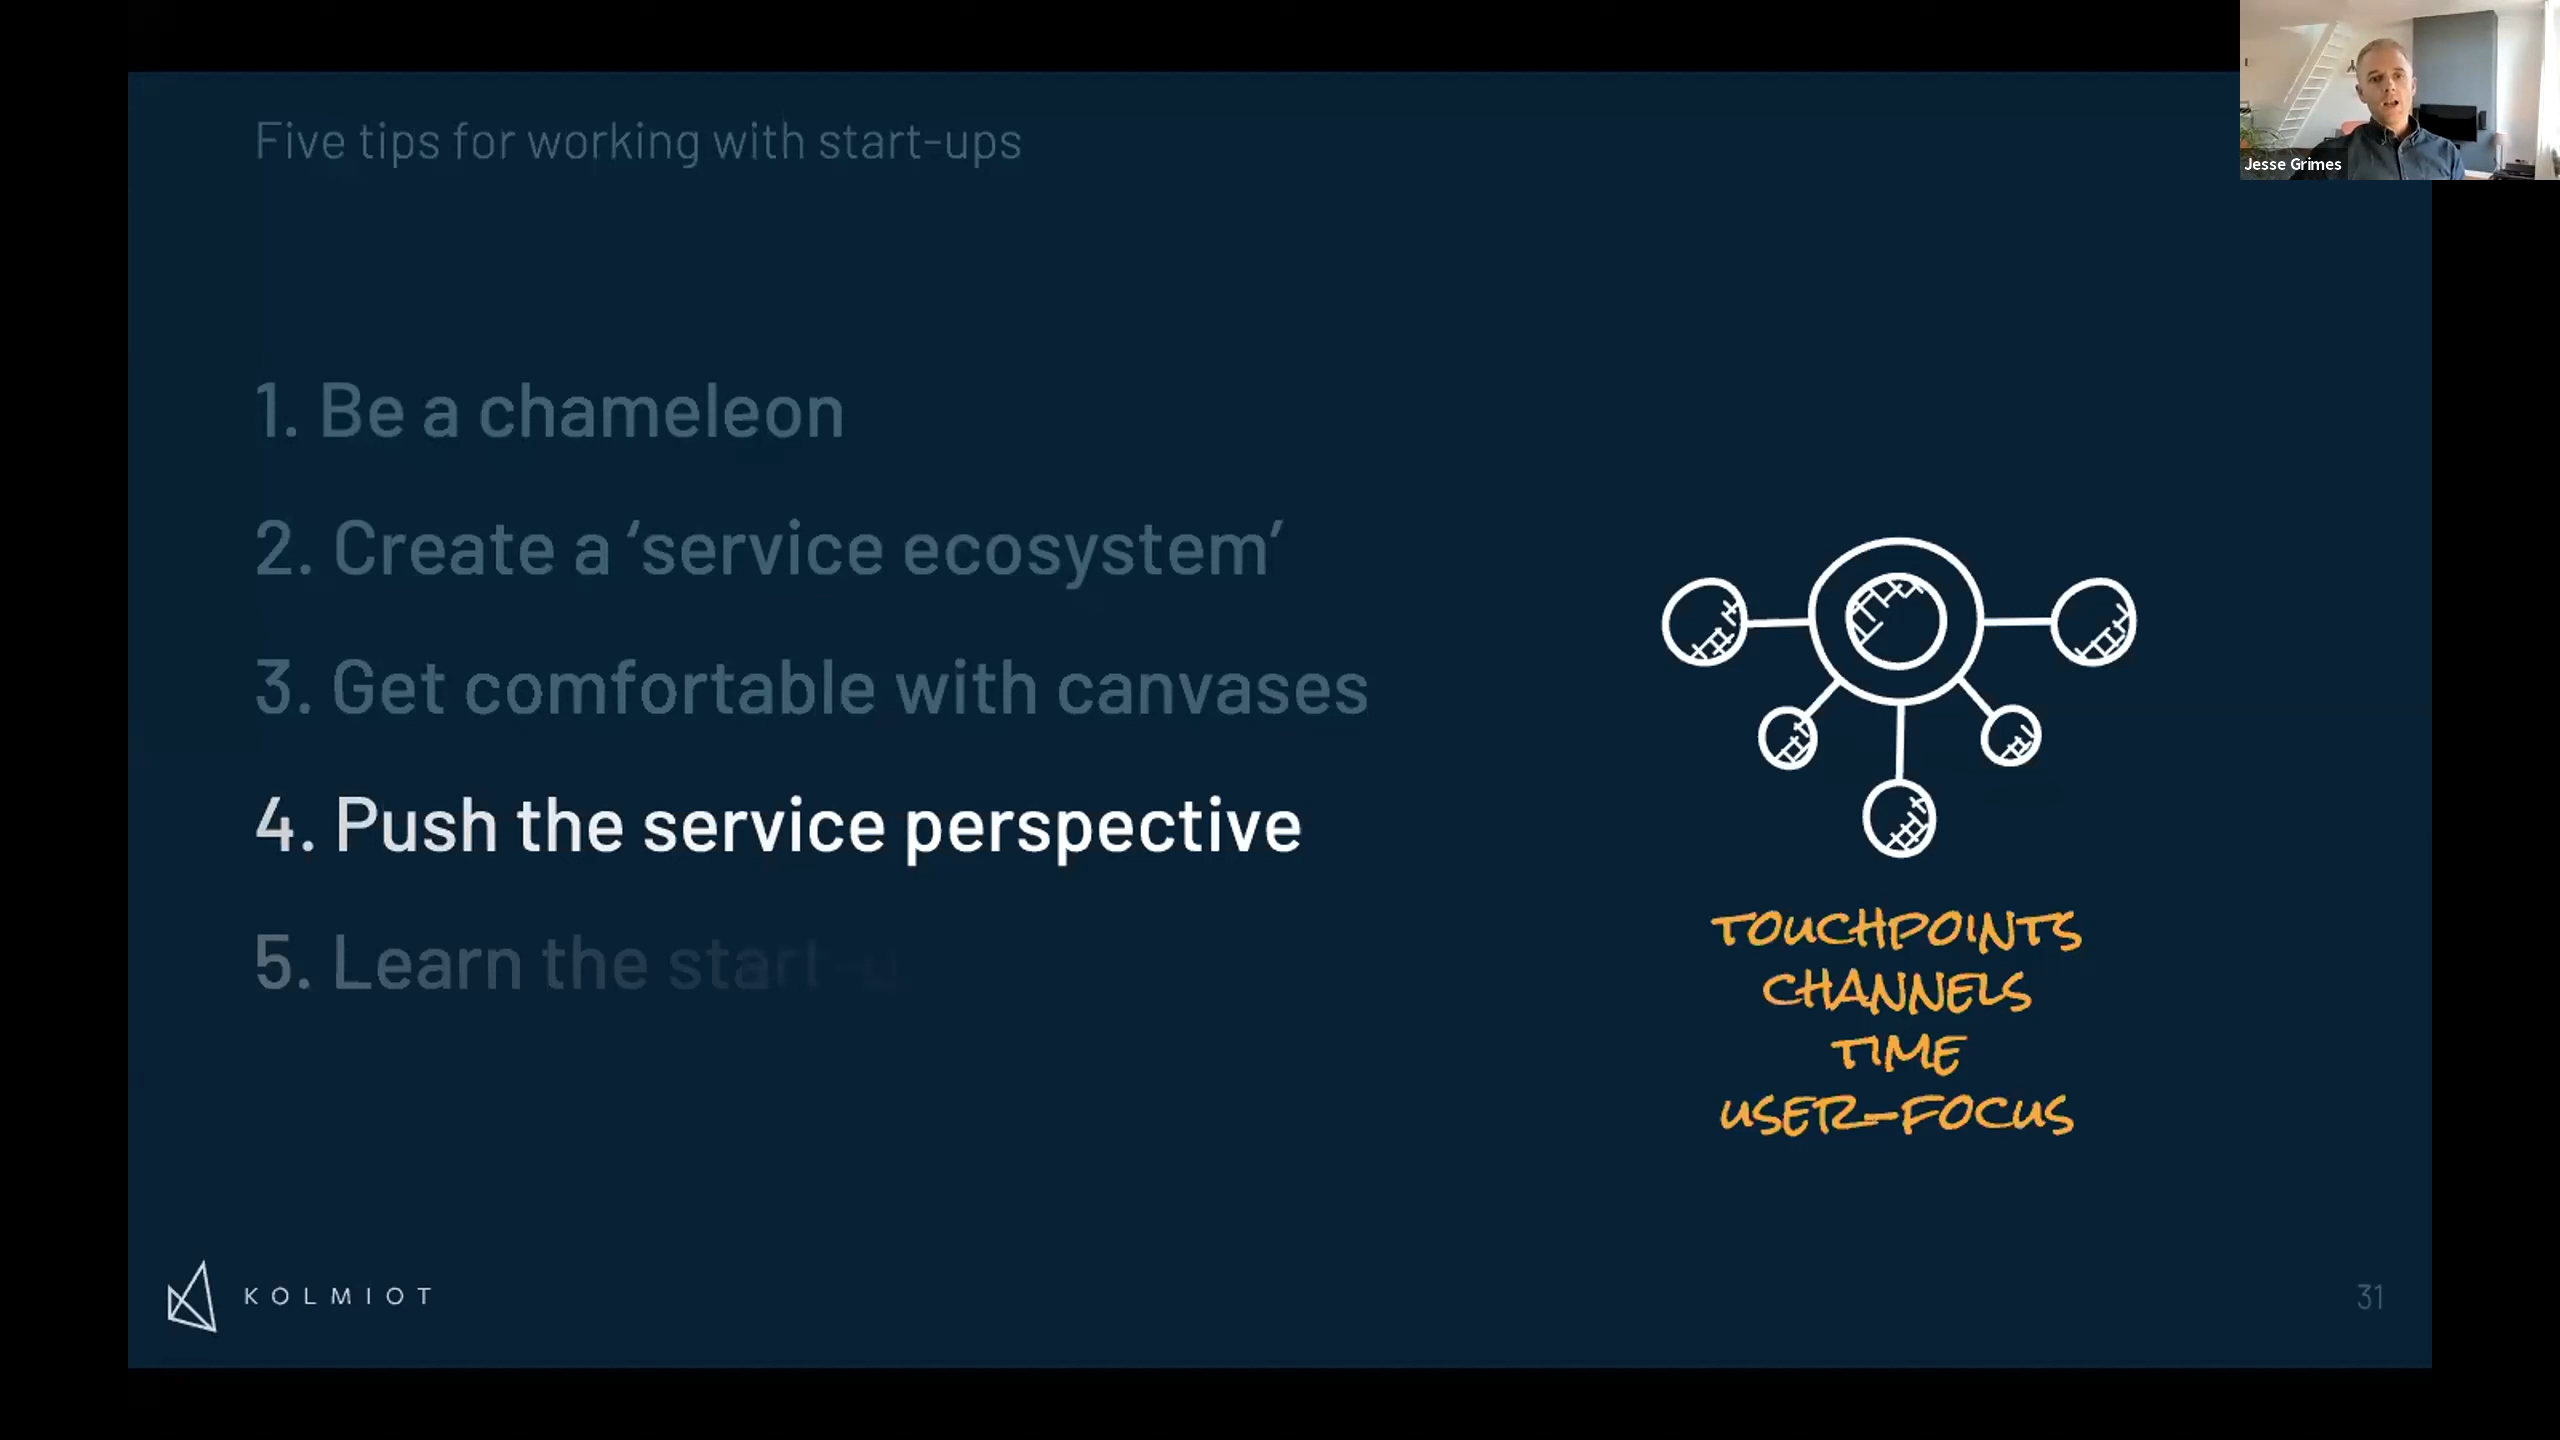 Five tips for working with start-ups
Jesse Grimes
1. Be a chameleon
2. Create a ‘service ecosystem’
3. Get comfortable with canvases
4. Push the service perspective
5. Learn the start-u
TOUCHPOINTS
CHANNELS
TIME
USER-FOCUS
KOLMIOT
31